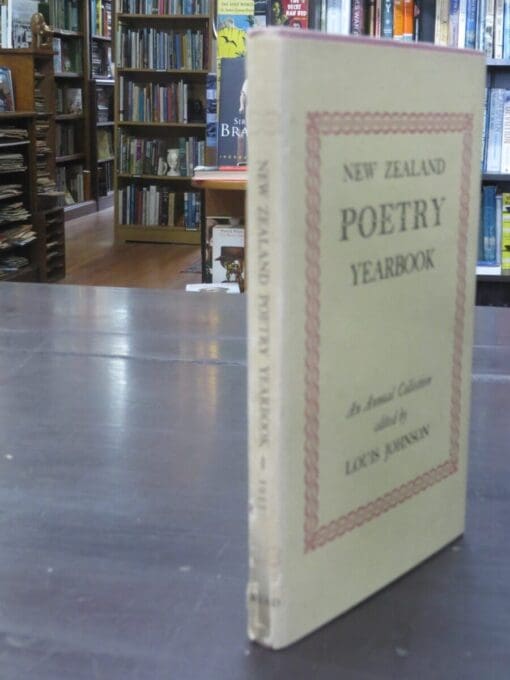 NEW ZEALAND
POETRY
YEARBOOK
An Annual Collection
edited by
LOUIS JOHNSON
NEW ZEALAND POETRY YEARBOOK